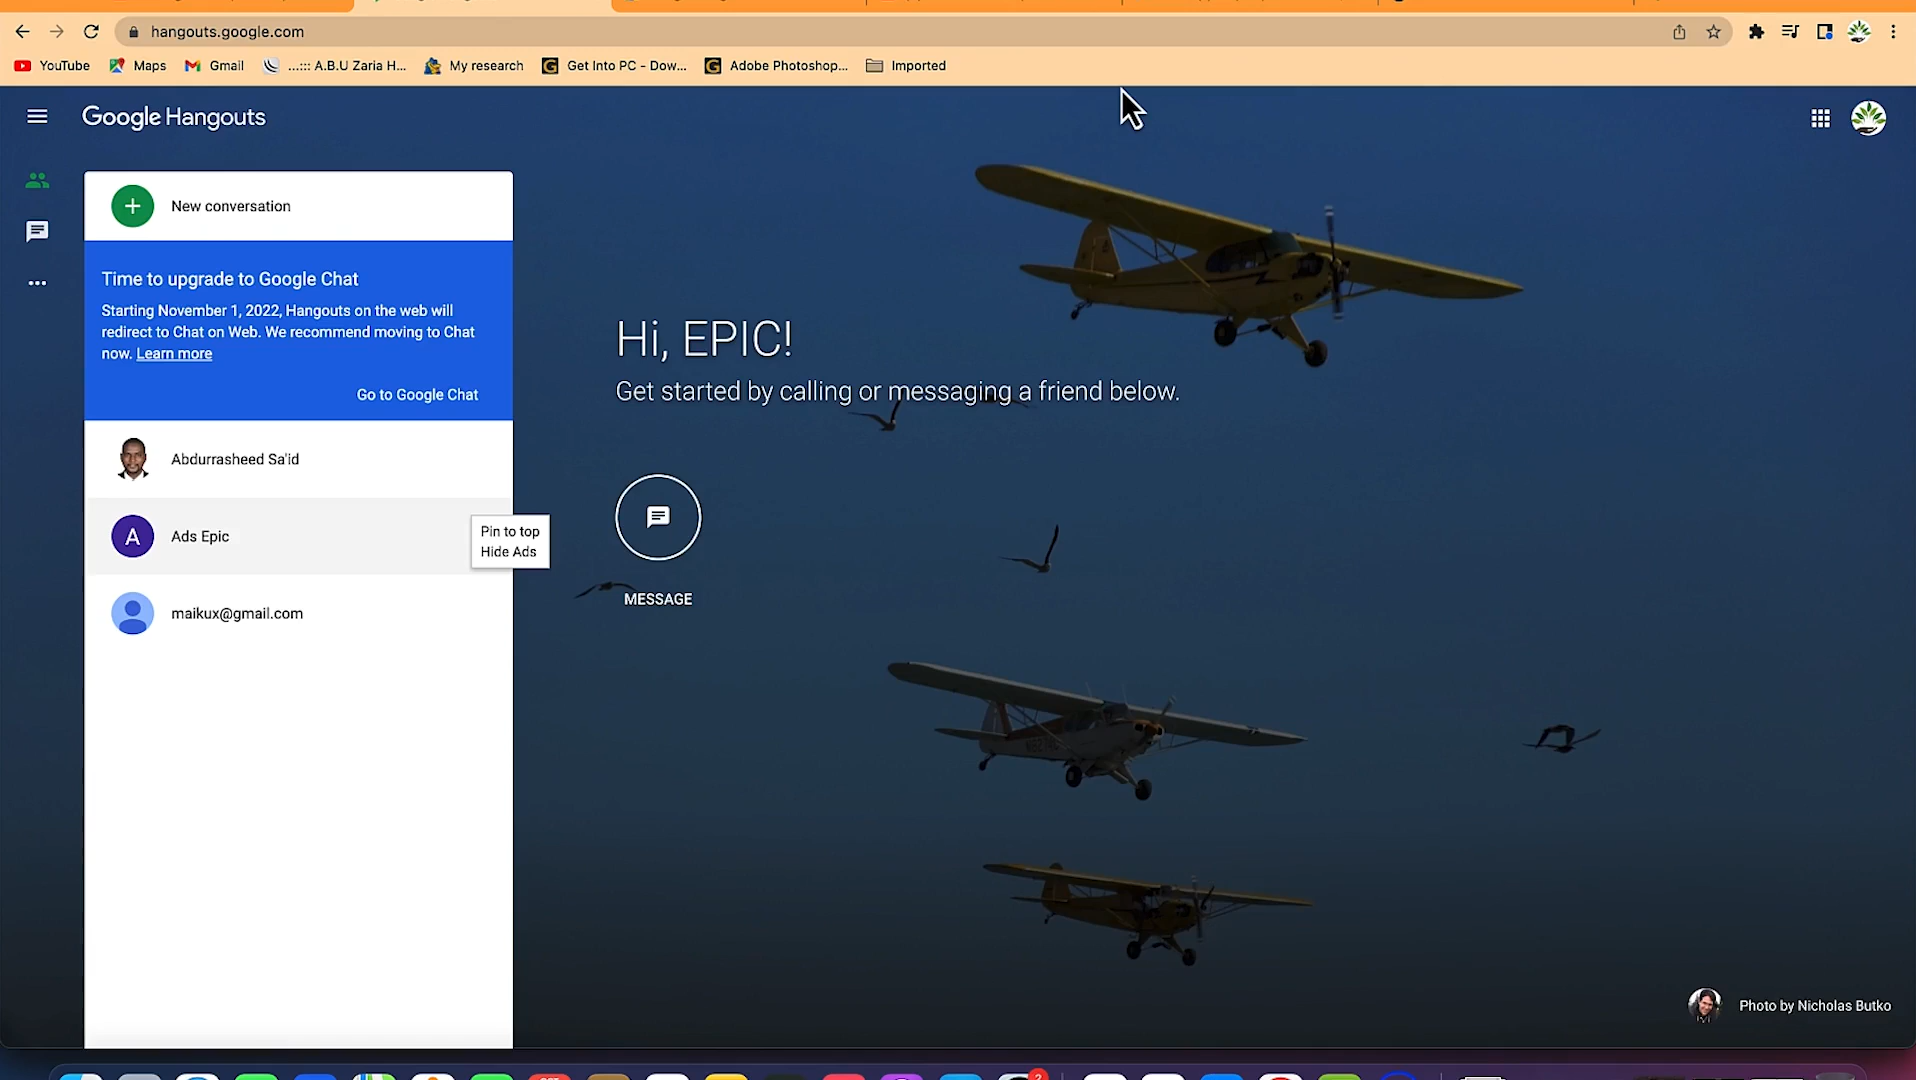 hangouts.google.com
YouTube Maps Gmail ...::: A.B.U Zaria H... My research Get Into PC - Dow... Adobe Photoshop... Imported
Google Hangouts
New conversation
Time to upgrade to Google Chat
Starting November 1, 2022, Hangouts on the web will
redirect to Chat on Web. We recommend moving to Chat
now. Learn more
Go to Google Chat
Abdurrasheed Sa'id
A Ads Epic
Pin to top
Hide Ads
maikux@gmail.com
Hi, EPIC!
Get started by calling or messaging a friend below.
MESSAGE
Photo by Nicholas Butko
2